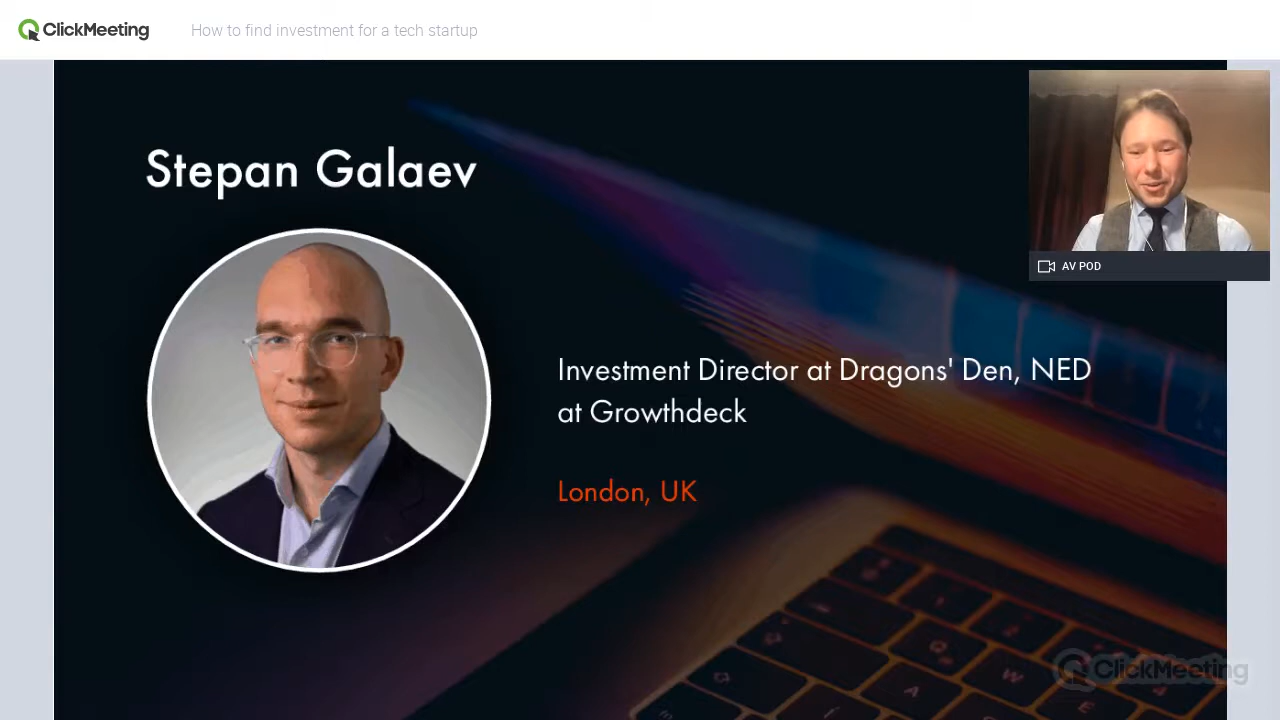 ClickMeeting
How to find investment for a tech startup
Stepan Galaev
AV POD
Investment Director at Dragons' Den, NED
at Growthdeck
London, UK
Q
W
E
A
ClickMeeting